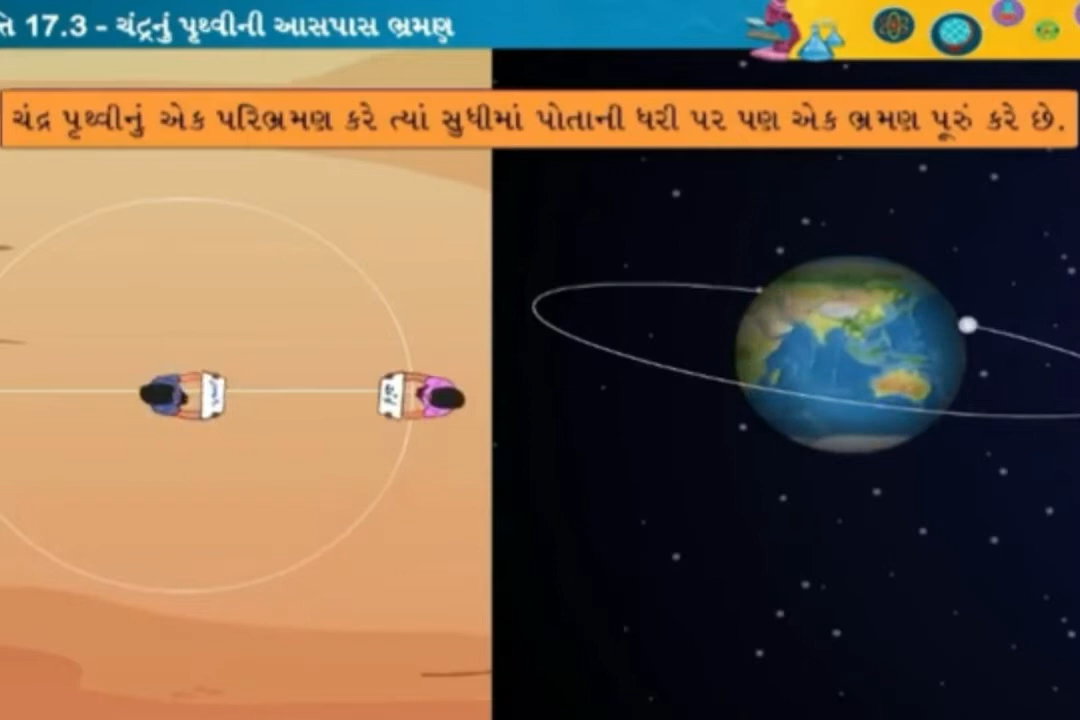 17.3 - ચંદ્રનું પૃથ્વીની આસપાસ ભ્રમણ
ચંદ્ર પૃથ્વીનું એક પરિભ્રમણ કરે ત્યાં સુધીમાં પોતાની ધરી પર પણ એક ભ્રમણ પૂરું કરે છે.